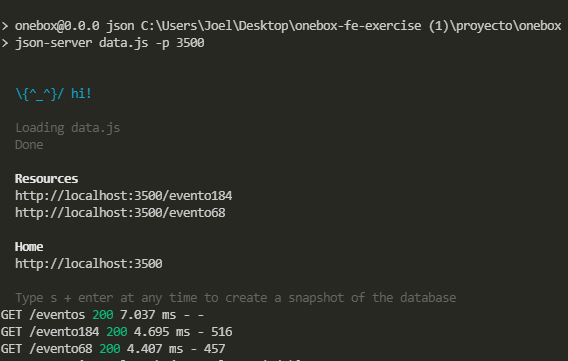 > onebox@0.0.0 json C:\Users\Joel\Desktop\onebox-fe-exercise (1)\proyecto\onebox
> json-server data.js -p 3500
\{^_^}/ hi!
Loading data.js
Done
Resources
http://localhost:3500/evento184
http://localhost:3500/evento68
Home
http://localhost:3500
Type s + enter at any time to create a snapshot of the database
GET /eventos 200 7.037 ms - -
GET /evento184 200 4.695 ms - 516
GET /evento68 200 4.407 ms - 457